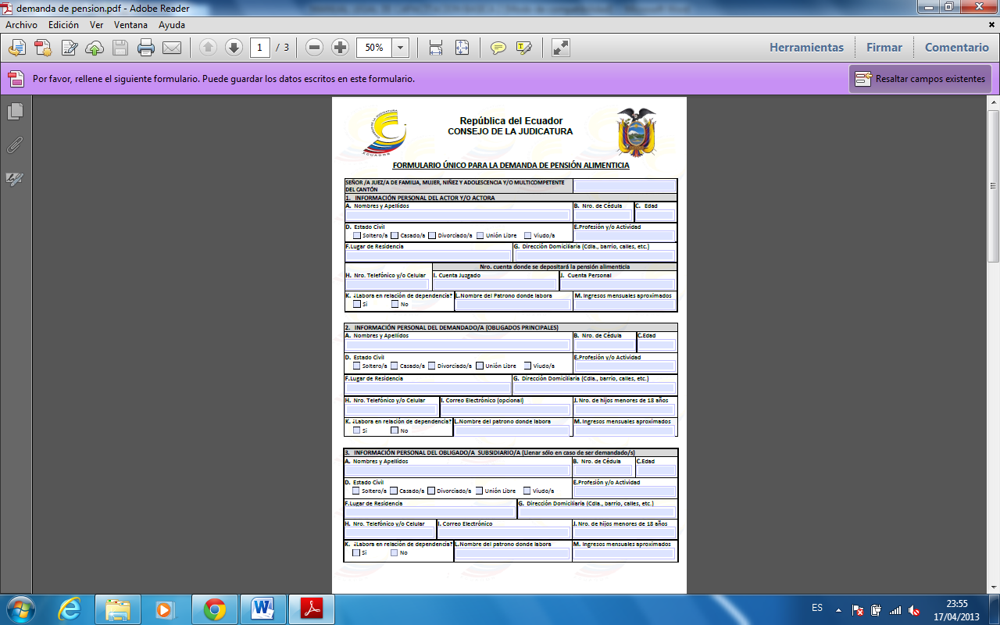 demanda de pension.pdf - Adobe Reader
Archivo Edición Ver Ventana Ayuda
1 / 3 50% Herramientas Firmar Comentario
Por favor, rellene el siguiente formulario. Puede guardar los datos escritos en este formulario. Resaltar campos existentes
República del Ecuador
CONSEJO DE LA JUDICATURA
ECUADOR
FORMULARIO ÚNICO PARA LA DEMANDA DE PENSIÓN ALIMENTICIA
SEÑOR /A JUEZ/A DE FAMILIA, MUJER, NIÑEZ Y ADOLESCENCIA Y/O MULTICOMPETENTE
DEL CANTÓN
1. INFORMACIÓN PERSONAL DEL ACTOR Y/O ACTORA
A. Nombres y Apellidos B. Nro. de Cédula C. Edad
D. Estado Civil E.Profesión y/o Actividad
Soltero/a Casado/a Divorciado/a Unión Libre Viudo/a
F.Lugar de Residencia G. Dirección Domiciliaria (Cdla., barrio, calles, etc.)
Nro. cuenta donde se depositará la pensión alimenticia
H. Nro. Telefónico y/o Celular I. Cuenta Juzgado J. Cuenta Personal
K. ¿Labora en relación de dependencia? L.Nombre del Patrono donde labora M. Ingresos mensuales aproximados
Si No
2. INFORMACIÓN PERSONAL DEL DEMANDADO/A (OBLIGADOS PRINCIPALES)
A. Nombres y Apellidos B. Nro. de Cédula C.Edad
D. Estado Civil E.Profesión y/o Actividad
Soltero/a Casado/a Divorciado/a Unión Libre Viudo/a
F.Lugar de Residencia G. Dirección Domiciliaria (Cdla., barrio, calles, etc.)
H. Nro. Telefónico y/o Celular I. Correo Electrónico (opcional) J. Nro. de hijos menores de 18 años
K. ¿Labora en relación de dependencia? L.Nombre del patrono donde labora M. Ingresos mensuales aproximados
Si No
3. INFORMACIÓN PERSONAL DEL OBLIGADO/A SUBSIDIARIO/A (Llenar sólo en caso de ser demandado/s)
A. Nombres y Apellidos B. Nro. de Cédula C.Edad
D. Estado Civil E.Profesión y/o Actividad
Soltero/a Casado/a Divorciado/a Unión Libre Viudo/a
F.Lugar de Residencia G. Dirección Domiciliaria (Cdla., barrio, calles, etc.)
H. Nro. Telefónico y/o Celular I. Correo Electrónico J. Nro. de hijos menores de 18 años
K. ¿Labora en relación de dependencia? L.Nombre del patrono donde labora M. Ingresos mensuales aproximados
Si No
ES 23:55
17/04/2013